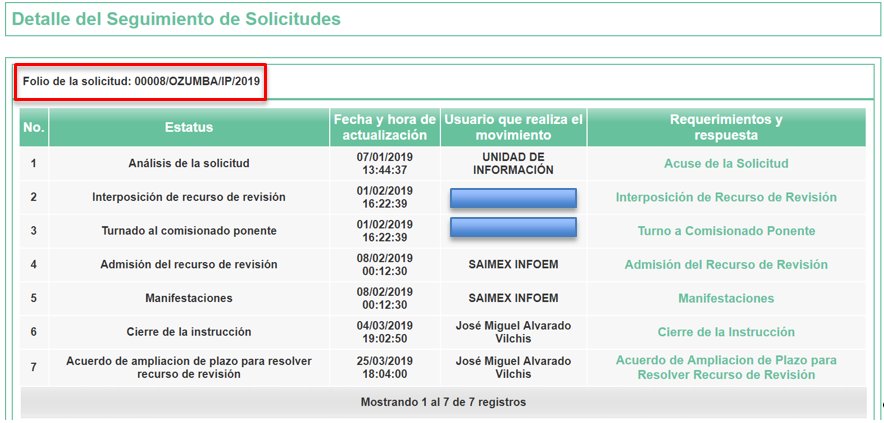 Detalle del Seguimiento de Solicitudes
Folio de la solicitud: 00008/OZUMBA/IP/2019
No. Estatus Fecha y hora de actualización Usuario que realiza el movimiento Requerimientos y respuesta
1 Análisis de la solicitud 07/01/2019 13:44:37 UNIDAD DE INFORMACIÓN Acuse de la Solicitud
2 Interposición de recurso de revisión 01/02/2019 16:22:39 Interposición de Recurso de Revisión
3 Turnado al comisionado ponente 01/02/2019 16:22:39 Turno a Comisionado Ponente
4 Admisión del recurso de revisión 08/02/2019 00:12:30 SAIMEX INFOEM Admisión del Recurso de Revisión
5 Manifestaciones 08/02/2019 00:12:30 SAIMEX INFOEM Manifestaciones
6 Cierre de la instrucción 04/03/2019 19:02:50 José Miguel Alvarado Vilchis Cierre de la Instrucción
7 Acuerdo de ampliacion de plazo para resolver recurso de revisión 25/03/2019 18:04:00 José Miguel Alvarado Vilchis Acuerdo de Ampliacion de Plazo para Resolver Recurso de Revisión
Mostrando 1 al 7 de 7 registros